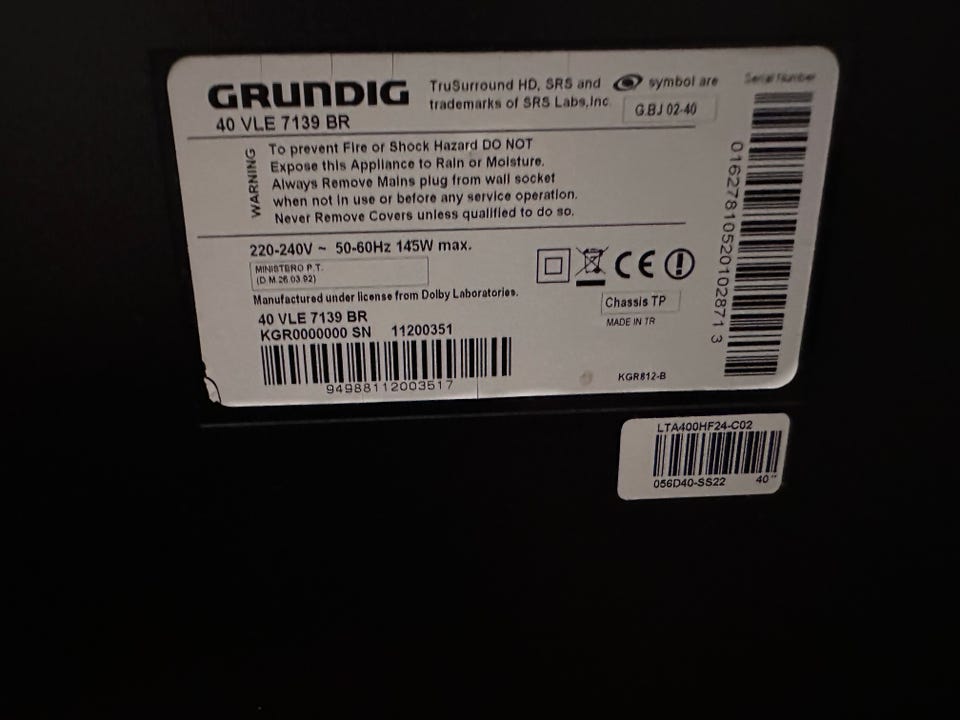 GRUNDIG
40 VLE 7139 BR
TruSurround HD, SRS and symbol are
trademarks of SRS Labs,Inc.
G.BJ 02-40
Serial Number
WARNING
To prevent Fire or Shock Hazard DO NOT
Expose this Appliance to Rain or Moisture.
Always Remove Mains plug from wall socket
when not in use or before any service operation.
Never Remove Covers unless qualified to do so.
220-240V ~ 50-60Hz 145W max.
MINISTERO P.T.
(D.M.26.03.92)
Manufactured under license from Dolby Laboratories.
40 VLE 7139 BR
KGR0000000 SN 11200351
94988112003517
CE
Chassis TP
MADE IN TR
KGR812-B
01627810520102871 3
LTA400HF24-C02
056D40-SS22 40"